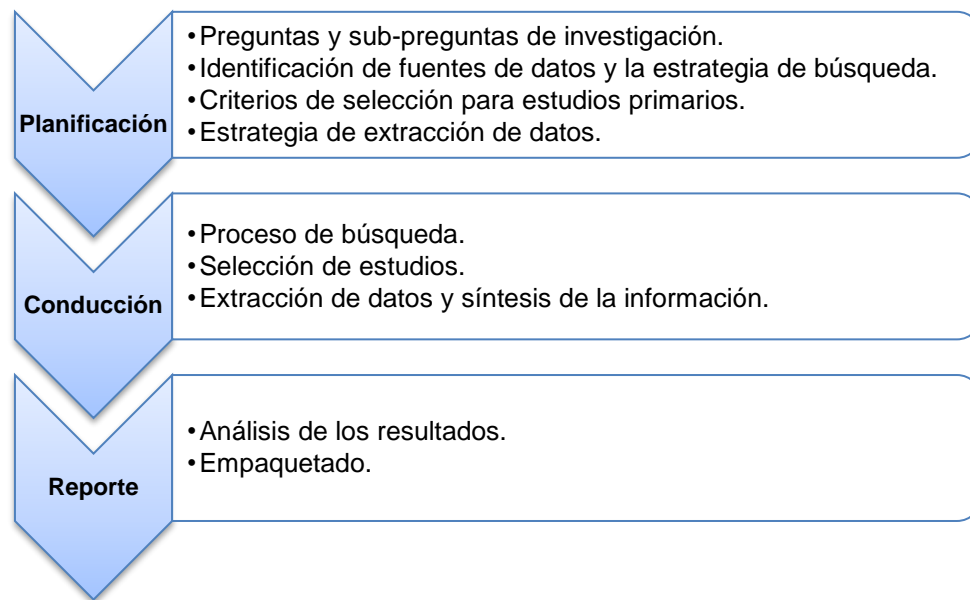 Planificación
•Preguntas y sub-preguntas de investigación.
•Identificación de fuentes de datos y la estrategia de búsqueda.
•Criterios de selección para estudios primarios.
•Estrategia de extracción de datos.
Conducción
•Proceso de búsqueda.
•Selección de estudios.
•Extracción de datos y síntesis de la información.
Reporte
•Análisis de los resultados.
•Empaquetado.